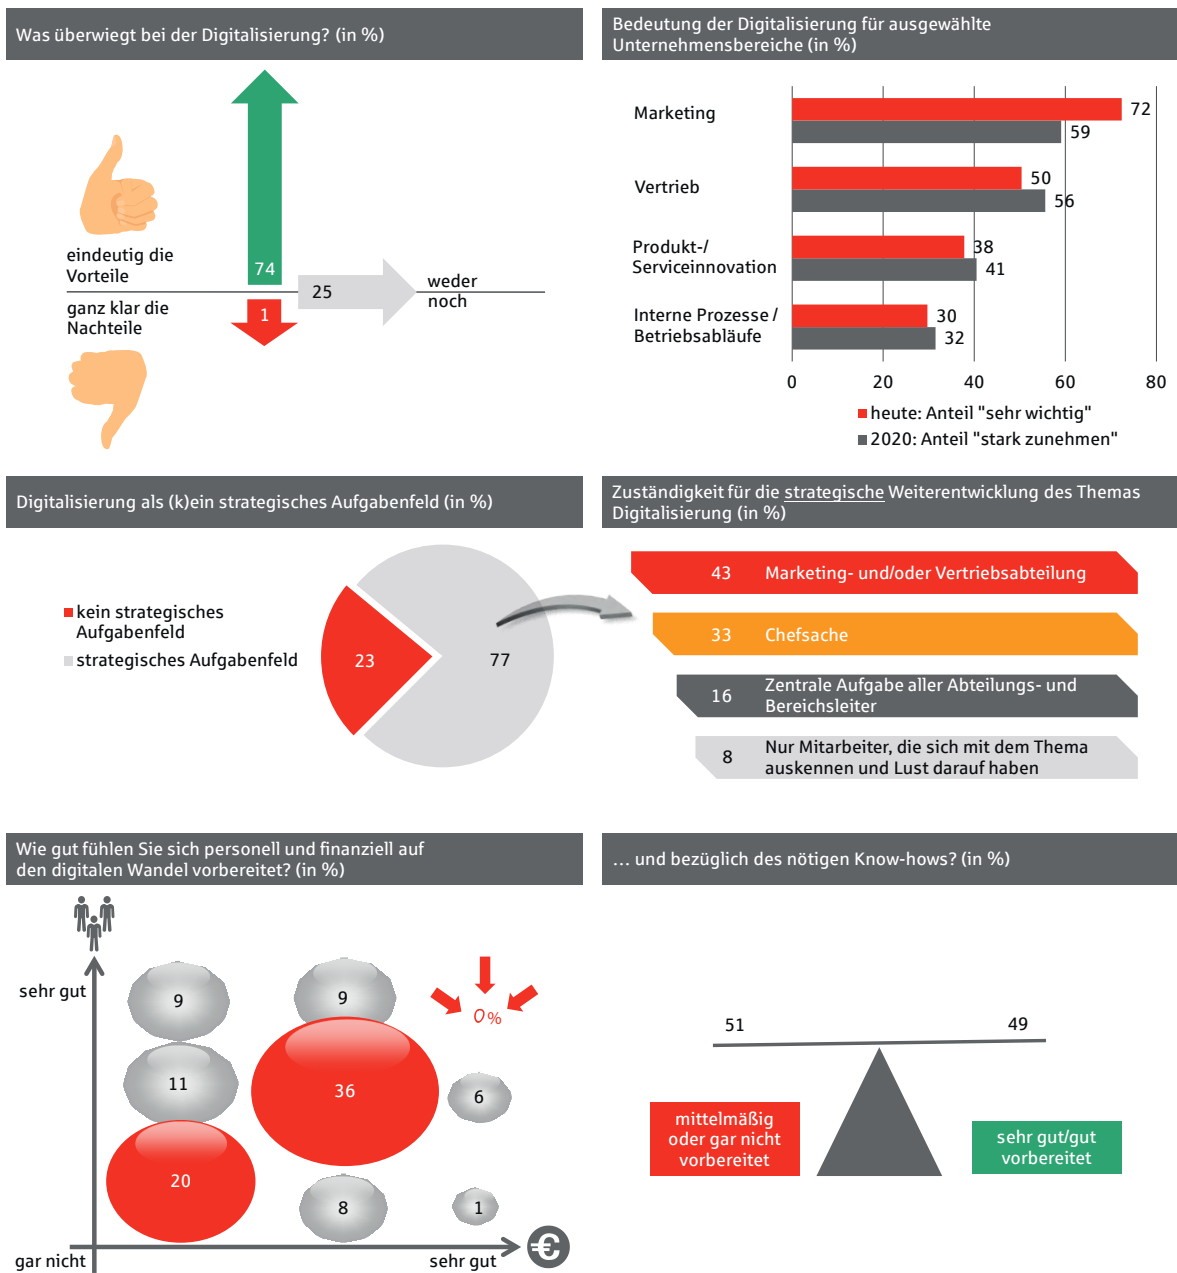 Was überwiegt bei der Digitalisierung? (in %)
eindeutig die
Vorteile
74
25
weder
noch
ganz klar die
Nachteile
1
Bedeutung der Digitalisierung für ausgewählte
Unternehmensbereiche (in %)
Marketing
72
59
Vertrieb
50
56
Produkt-/
Serviceinnovation
38
41
Interne Prozesse /
Betriebsabläufe
30
32
0
20
40
60
80
heute: Anteil "sehr wichtig"
2020: Anteil "stark zunehmen"
Digitalisierung als (k)ein strategisches Aufgabenfeld (in %)
kein strategisches
Aufgabenfeld
strategisches Aufgabenfeld
23
77
Zuständigkeit für die strategische Weiterentwicklung des Themas
Digitalisierung (in %)
43 Marketing- und/oder Vertriebsabteilung
33 Chefsache
16 Zentrale Aufgabe aller Abteilungs- und
Bereichsleiter
8 Nur Mitarbeiter, die sich mit dem Thema
auskennen und Lust darauf haben
Wie gut fühlen Sie sich personell und finanziell auf
den digitalen Wandel vorbereitet? (in %)
sehr gut
9
9
0%
11
36
6
20
8
1
gar nicht
sehr gut
€
… und bezüglich des nötigen Know-hows? (in %)
51
49
mittelmäßig
oder gar nicht
vorbereitet
sehr gut/gut
vorbereitet